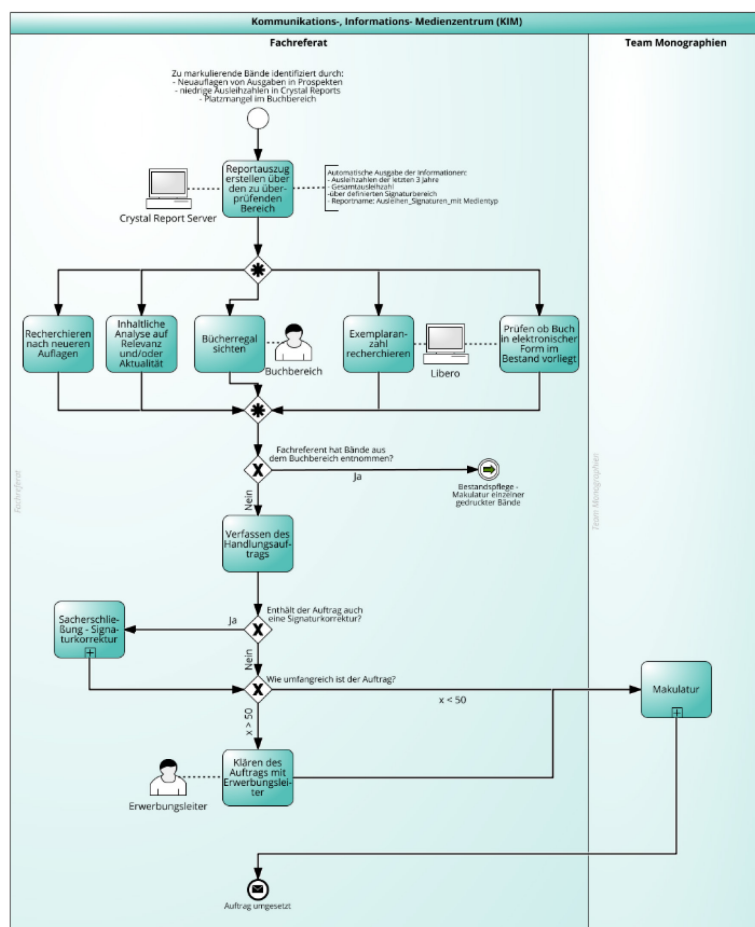 Kommunikations-, Informations- Medienzentrum (KIM)
Fachreferat
Team Monographien
Zu markulierende Bände identifiziert durch:
- Neuauflagen von Ausgaben in Prospekten
- niedrige Ausleihzahlen in Crystal Reports
- Platzmangel im Buchbereich
Reportauszug
erstellen über
den zu über-
prüfenden
Bereich
Crystal Report Server
Automatische Ausgabe der Informationen:
- Ausleihzahlen der letzten 3 Jahre
- Gesamtausleihzahl
-über definierten Signaturbereich
- Reportname: Ausleihen_Signaturen_mit Medientyp
Recherchieren
nach neueren
Auflagen
Inhaltliche
Analyse auf
Relevanz
und/oder
Aktualität
Bücherregal
sichten
Buchbereich
Exemplaran-
zahl
recherchieren
Libero
Prüfen ob Buch
in elektronischer
Form im
Bestand vorliegt
Fachreferent hat Bände aus
dem Buchbereich entnommen?
Ja
Nein
Bestandspflege -
Makulatur einzelner
gedruckter Bände
Fachreferat
Team Monographien
Verfassen des
Handlungsauf-
trags
Enthält der Auftrag auch
eine Signaturkorrektur?
Ja
Nein
Sacherschlie-
ßung - Signa-
turkorrektur
Wie umfangreich ist der Auftrag?
x < 50
x > 50
Makulatur
Klären des
Auftrags mit
Erwerbungslei-
ter
Erwerbungsleiter
Auftrag umgesetzt